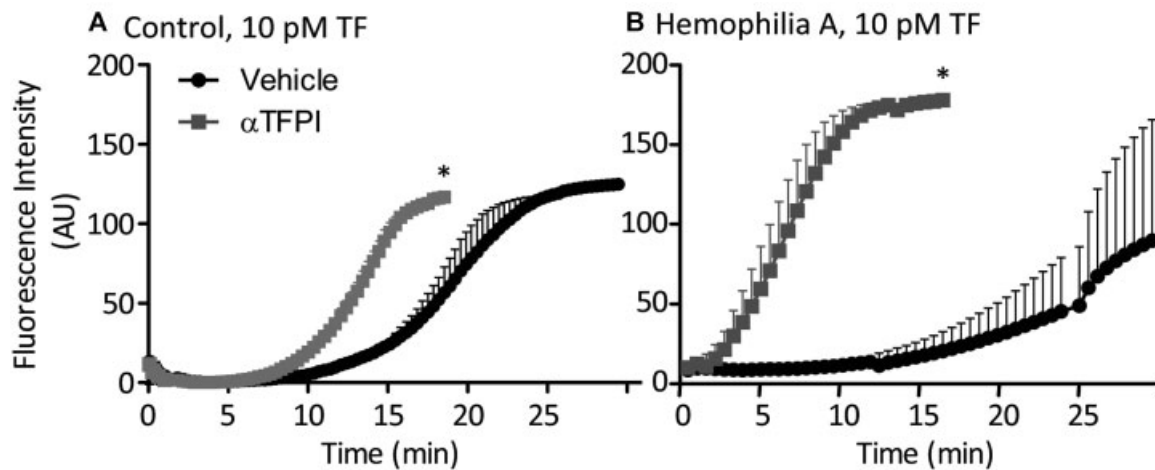 A Control, 10 pM TF
B Hemophilia A, 10 pM TF
Fluorescence Intensity
(AU)
200
150
100
50
0
Vehicle
αTFPI
*
0 5 10 15 20 25
Time (min)
200
150
100
50
0
*
0 5 10 15 20 25
Time (min)